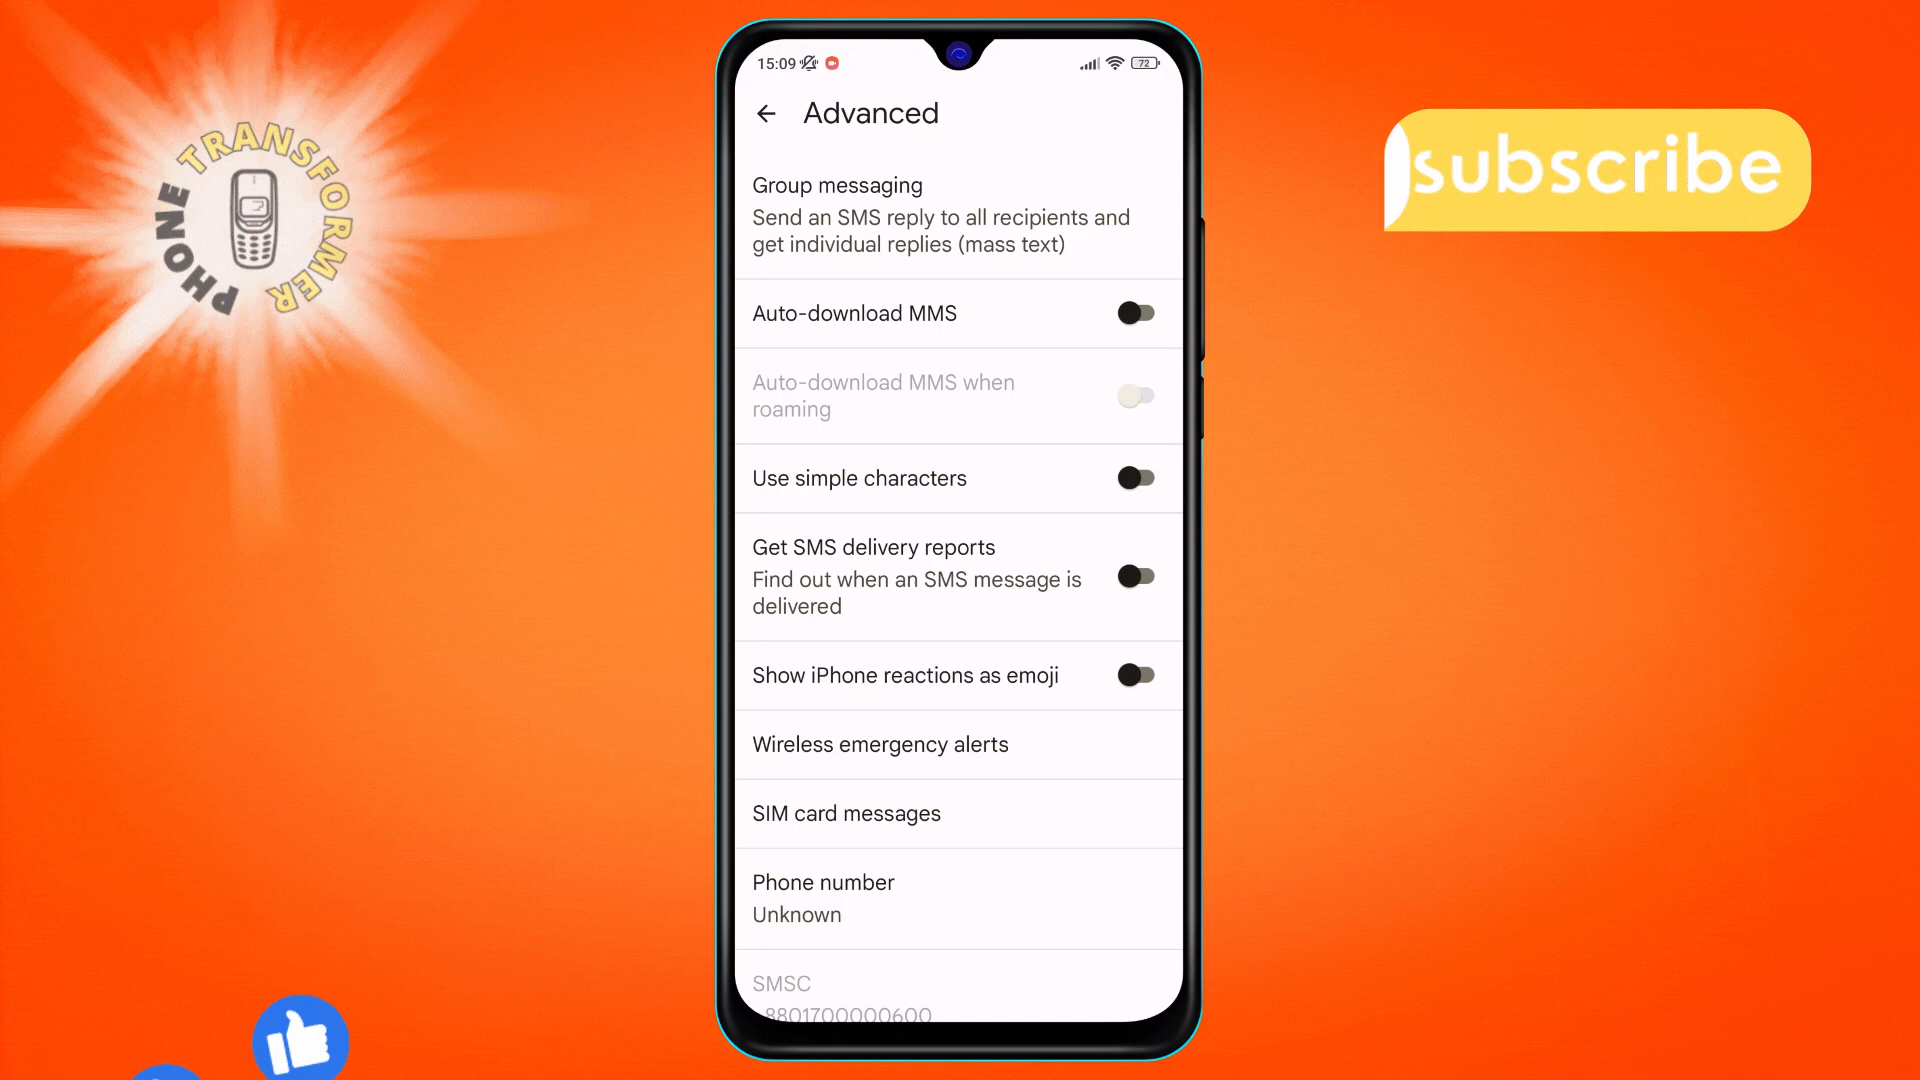 PHONE TRANSFORMER
subscribe
15:09
72
Advanced
Group messaging
Send an SMS reply to all recipients and
get individual replies (mass text)
Auto-download MMS
Auto-download MMS when
roaming
Use simple characters
Get SMS delivery reports
Find out when an SMS message is
delivered
Show iPhone reactions as emoji
Wireless emergency alerts
SIM card messages
Phone number
Unknown
SMSC
8801700000600